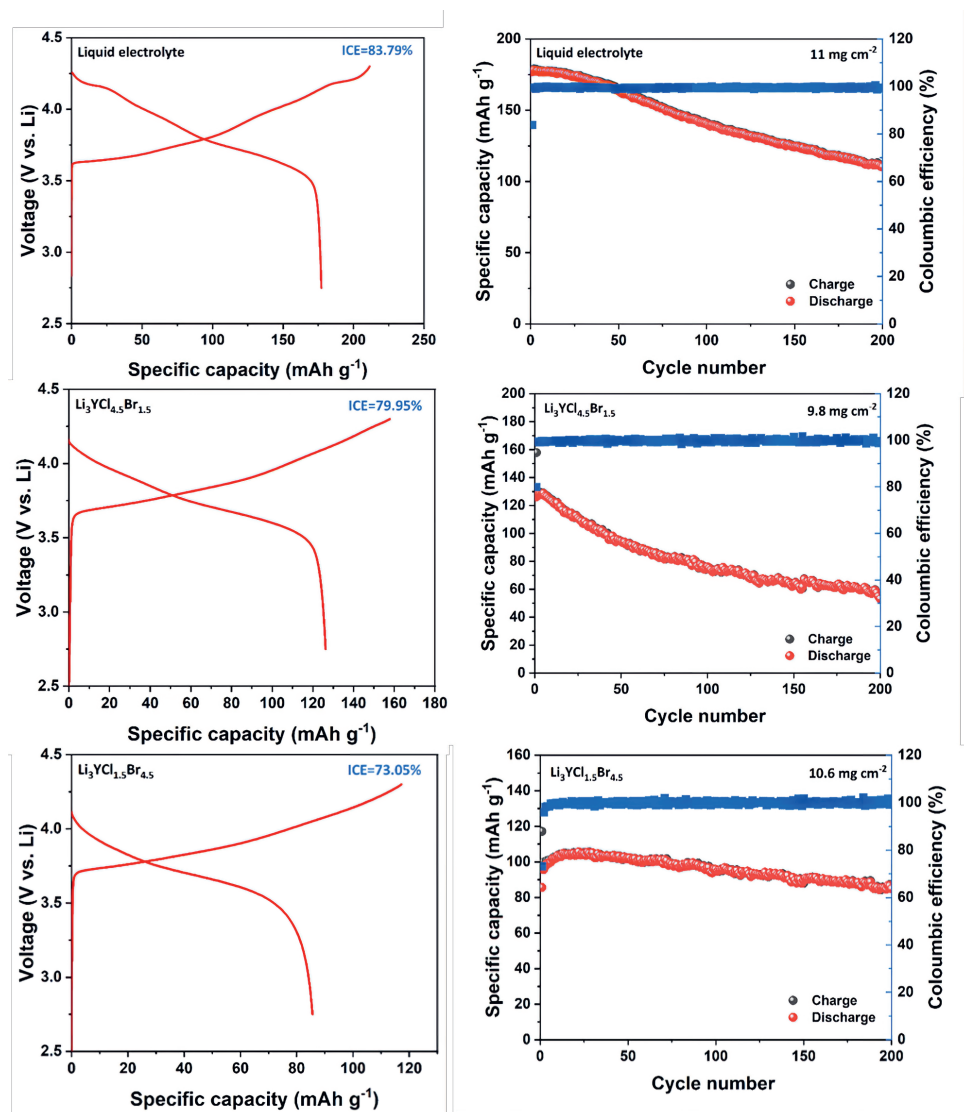 Liquid electrolyte
ICE=83.79%
4.5
4.0
3.5
3.0
2.5
Voltage (V vs. Li)
0 50 100 150 200 250
Specific capacity (mAh g⁻¹)
Liquid electrolyte
11 mg cm⁻²
200
150
100
50
0
Specific capacity (mAh g⁻¹)
120
100
80
60
40
20
0
Coloumbic efficiency (%)
Charge
Discharge
0 50 100 150 200
Cycle number
Li₃YCl₄.₅Br₁.₅
ICE=79.95%
4.5
4.0
3.5
3.0
2.5
Voltage (V vs. Li)
0 20 40 60 80 100 120 140 160 180
Specific capacity (mAh g⁻¹)
Li₃YCl₄.₅Br₁.₅
9.8 mg cm⁻²
200
180
160
140
120
100
80
60
40
20
0
Specific capacity (mAh g⁻¹)
120
100
80
60
40
20
0
Coloumbic efficiency (%)
Charge
Discharge
0 50 100 150 200
Cycle number
Li₃YCl₁.₅Br₄.₅
ICE=73.05%
4.5
4.0
3.5
3.0
2.5
Voltage (V vs. Li)
0 20 40 60 80 100 120
Specific capacity (mAh g⁻¹)
Li₃YCl₁.₅Br₄.₅
10.6 mg cm⁻²
160
140
120
100
80
60
40
20
0
Specific capacity (mAh g⁻¹)
120
100
80
60
40
20
0
Coloumbic efficiency (%)
Charge
Discharge
0 50 100 150 200
Cycle number